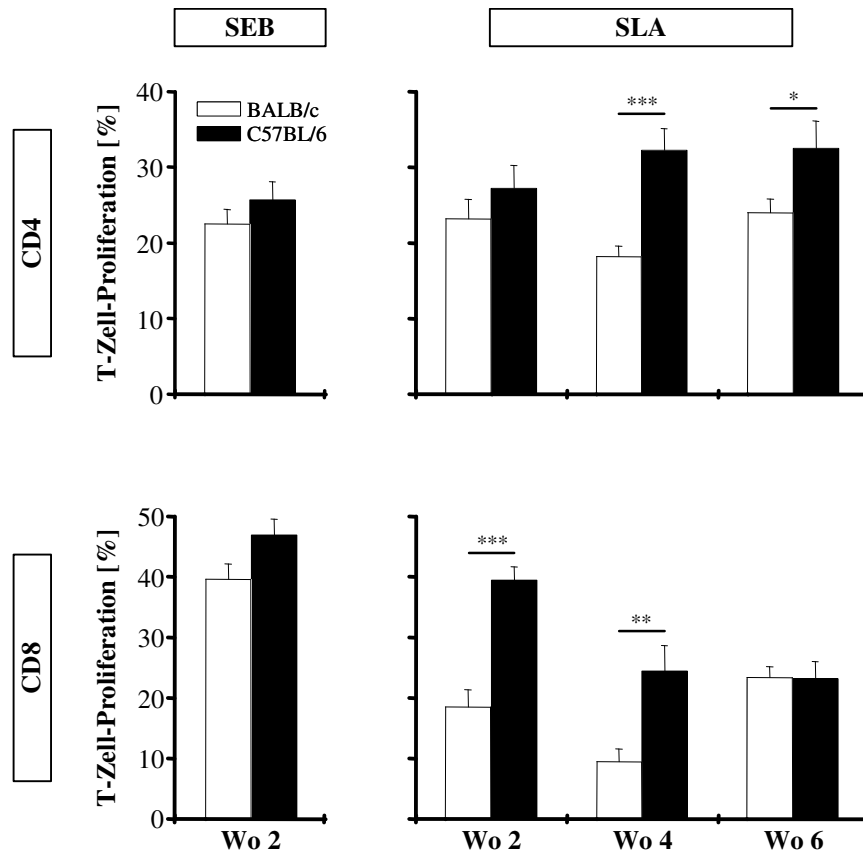 SEB
SLA
CD4
T-Zell-Proliferation [%]
40
30
20
10
0
BALB/c
C57BL/6
***
*
CD8
T-Zell-Proliferation [%]
50
40
30
20
10
0
***
**
Wo 2
Wo 2
Wo 4
Wo 6